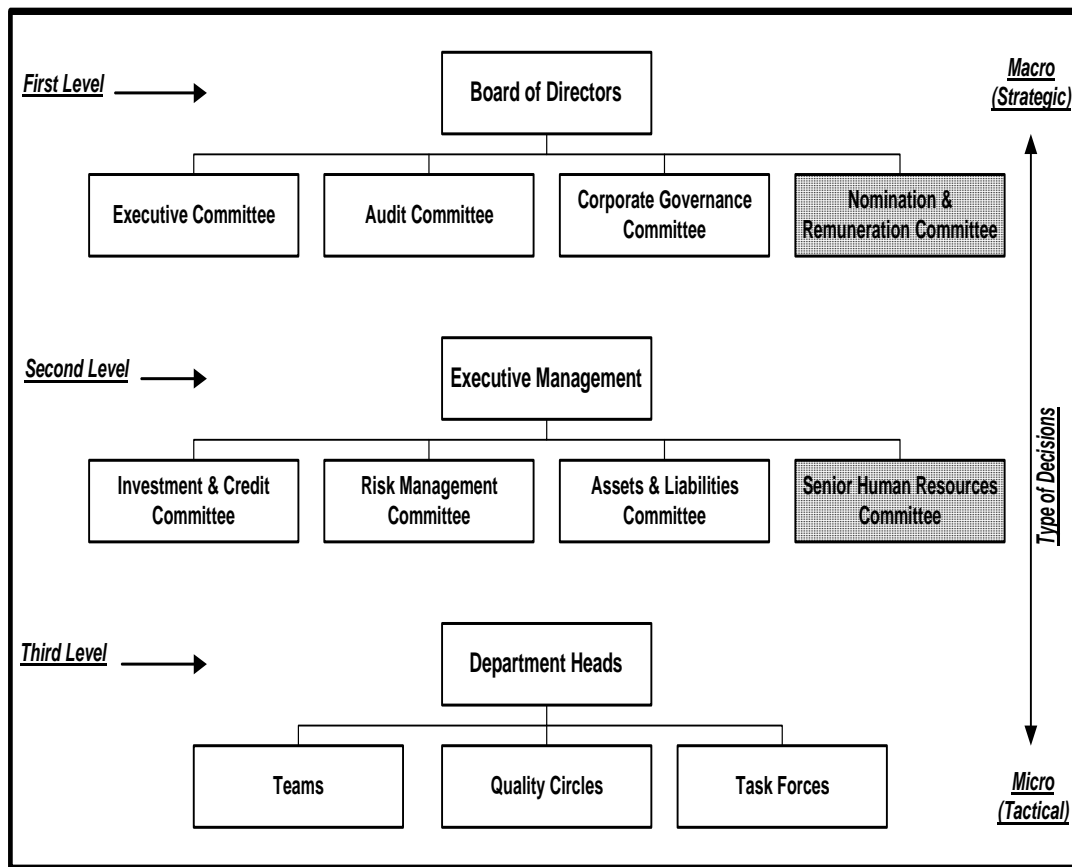 First Level
Board of Directors
Macro
(Strategic)
Executive Committee
Audit Committee
Corporate Governance
Committee
Nomination &
Remuneration Committee
Second Level
Executive Management
Type of Decisions
Investment & Credit
Committee
Risk Management
Committee
Assets & Liabilities
Committee
Senior Human Resources
Committee
Third Level
Department Heads
Teams
Quality Circles
Task Forces
Micro
(Tactical)